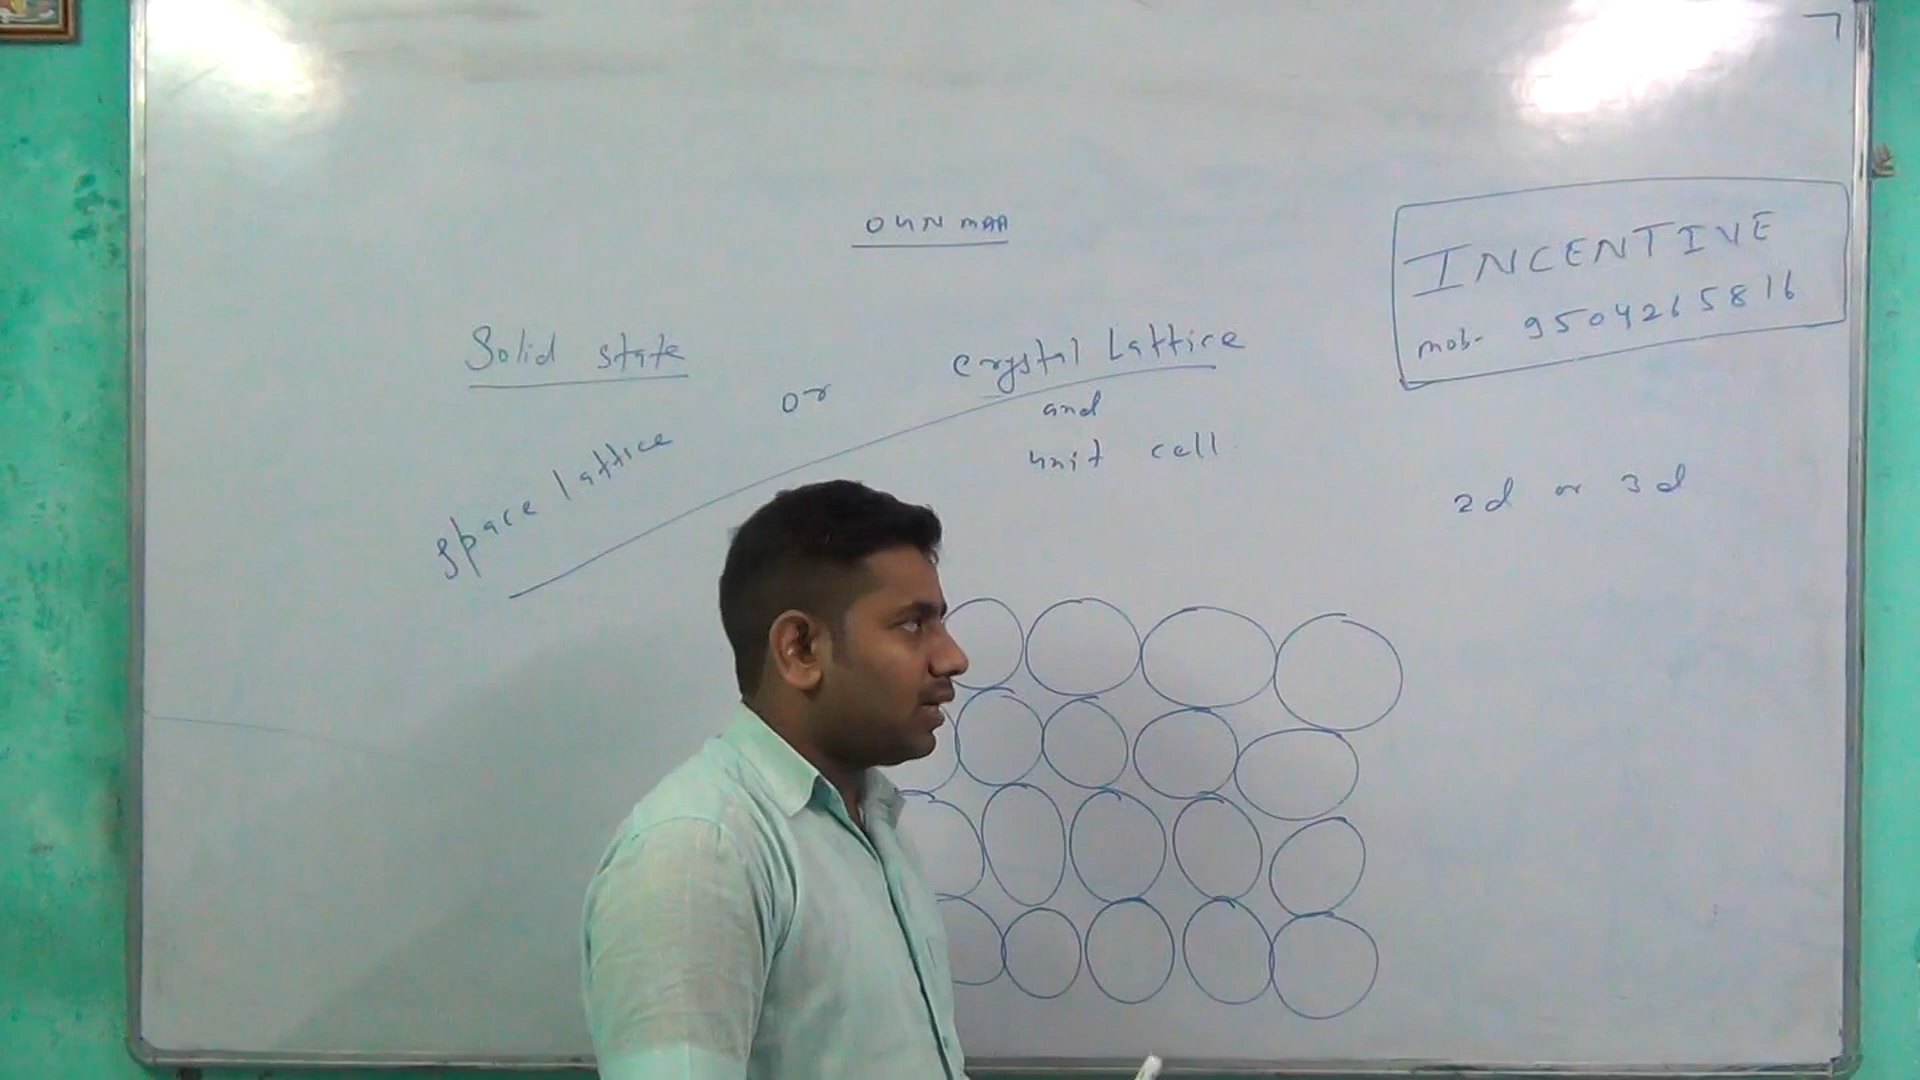 OUN MAA
INCENTIVE
mob- 9504265816
Solid state
space lattice or crystal Lattice
and
unit cell
2d or 3d